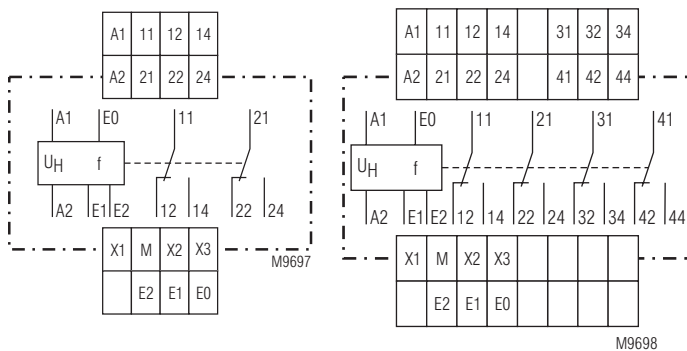 A1 11 12 14
A2 21 22 24
A1 E0 11 21
UH f
A2 E1 E2 12 14 22 24
X1 M X2 X3
E2 E1 E0
M9697
A1 11 12 14 31 32 34
A2 21 22 24 41 42 44
A1 E0 11 21 31 41
UH f
A2 E1 E2 12 14 22 24 32 34 42 44
X1 M X2 X3
E2 E1 E0
M9698